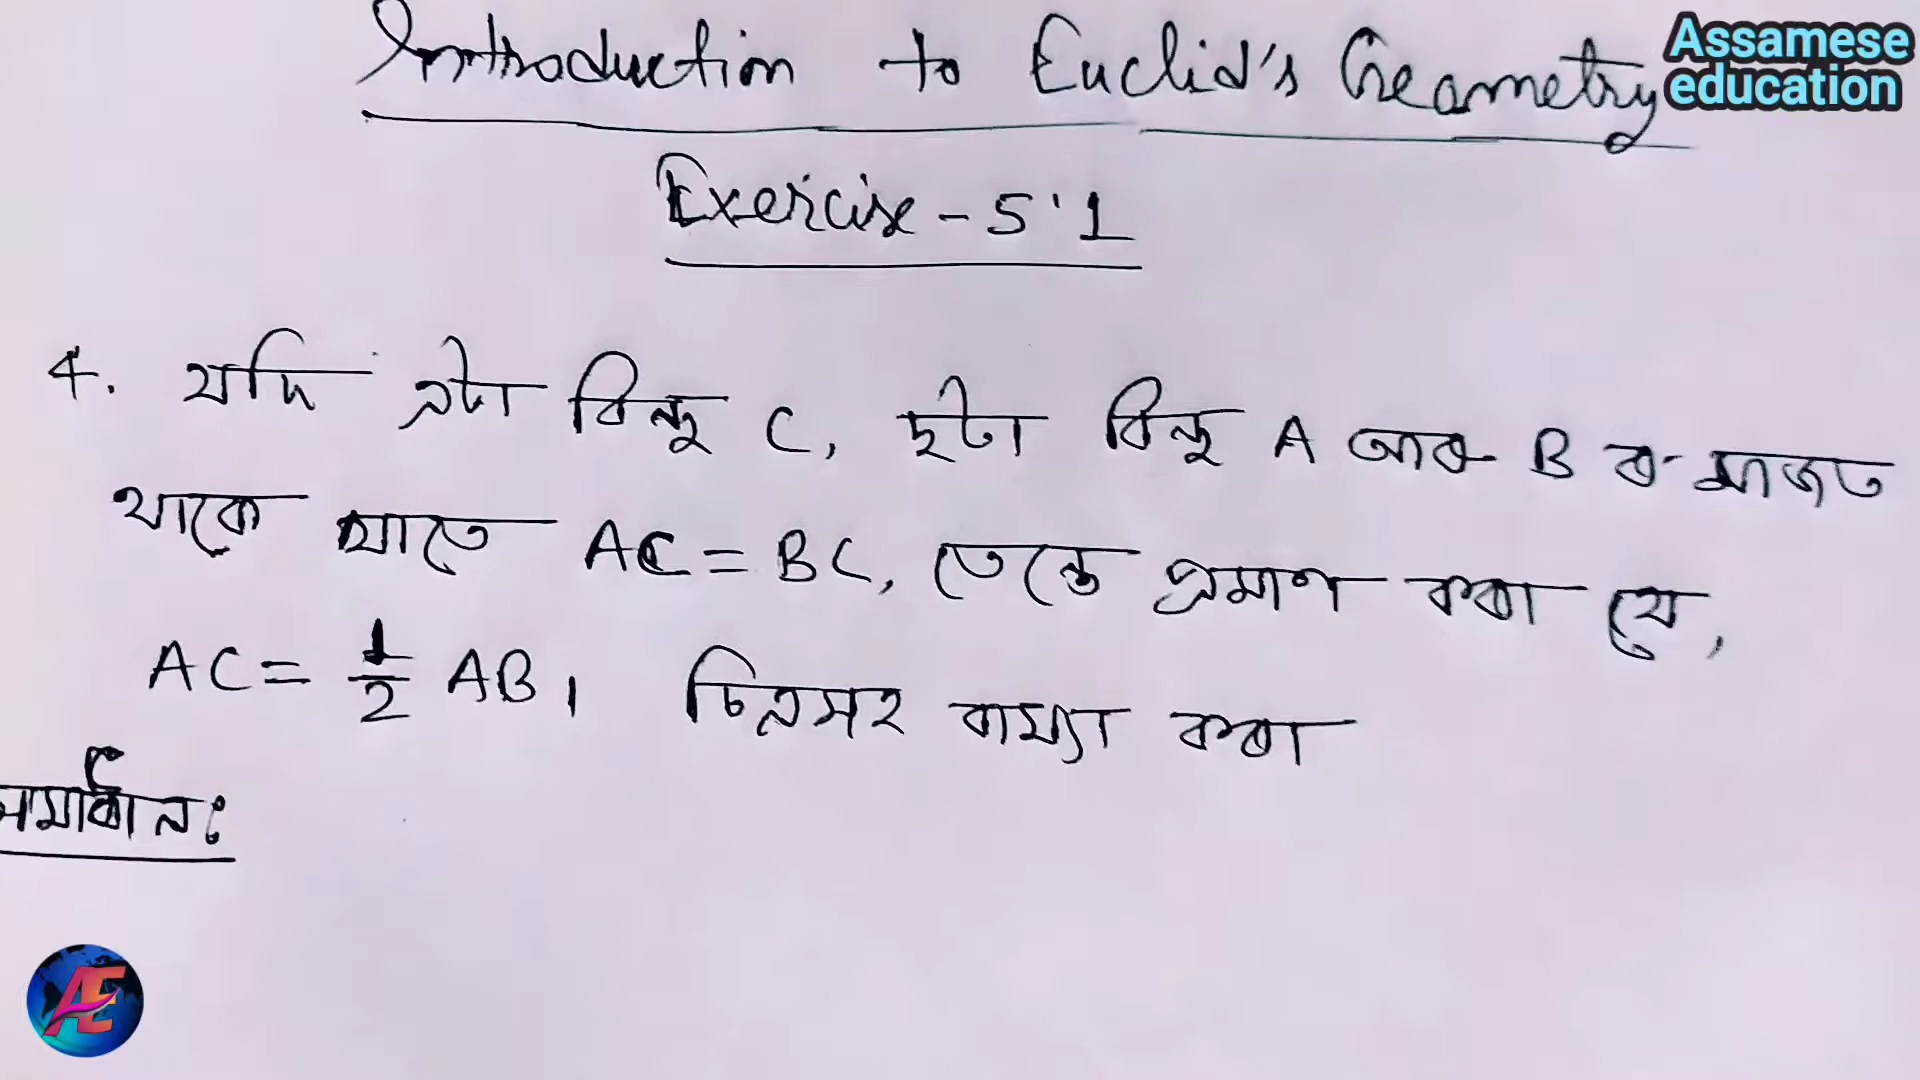 Introduction to Euclid's Geometry
Assamese
education
Exercise - 5.1
4. যদি এটা বিন্দু C, দুটা বিন্দু A আৰু B ৰ মাজত
থাকে যাতে AC = BC, তেন্তে প্ৰমাণ কৰা যে,
AC = 1/2 AB। চিত্ৰসহ ব্যাখ্যা কৰা
সমাধান:
AE